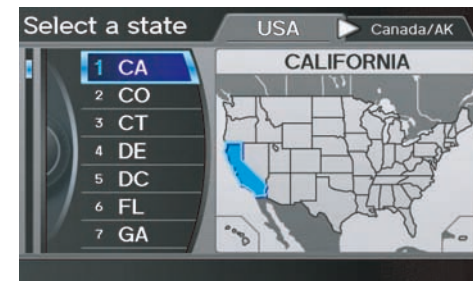 Select a state
USA
Canada/AK
1 CA
2 CO
3 CT
4 DE
5 DC
6 FL
7 GA
CALIFORNIA